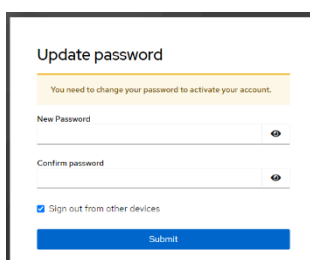 Update password
You need to change your password to activate your account.
New Password
Confirm password
Sign out from other devices
Submit